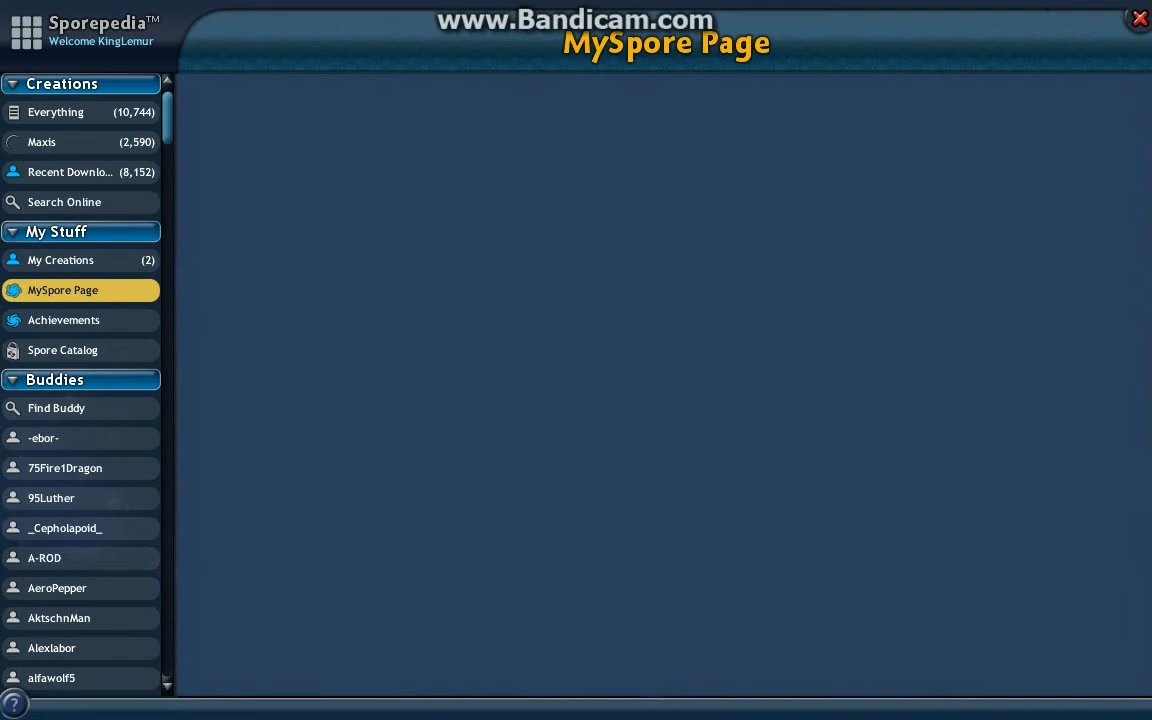 www.Bandicam.com
Sporepedia™
Welcome KingLemur
MySpore Page
Creations
Everything (10,744)
Maxis (2,590)
Recent Downlo... (8,152)
Search Online
My Stuff
My Creations (2)
MySpore Page
Achievements
Spore Catalog
Buddies
Find Buddy
-ebor-
75Fire1Dragon
95Luther
_Cepholapoid_
A-ROD
AeroPepper
AktschnMan
Alexlabor
alfawolf5
?